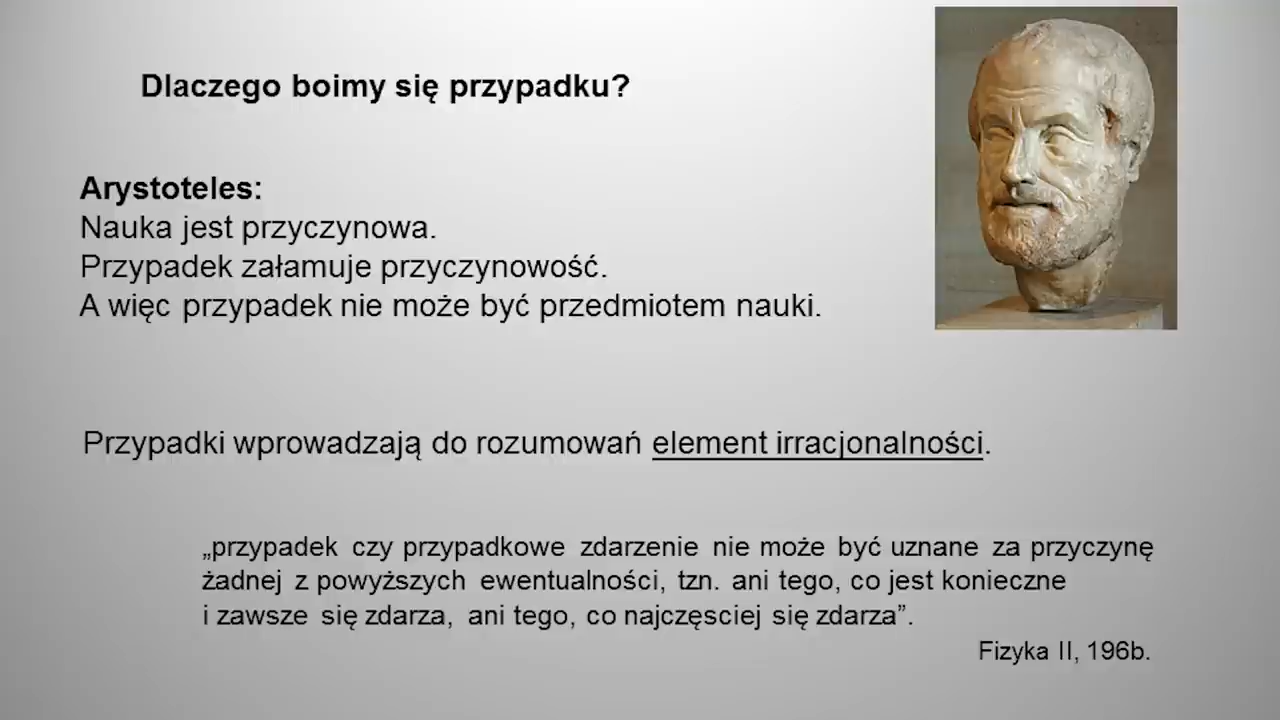 Dlaczego boimy się przypadku?
Arystoteles:
Nauka jest przyczynowa.
Przypadek załamuje przyczynowość.
A więc przypadek nie może być przedmiotem nauki.
Przypadki wprowadzają do rozumowań element irracjonalności.
„przypadek czy przypadkowe zdarzenie nie może być uznane za przyczynę
żadnej z powyższych ewentualności, tzn. ani tego, co jest konieczne
i zawsze się zdarza, ani tego, co najczęsciej się zdarza”.
Fizyka II, 196b.